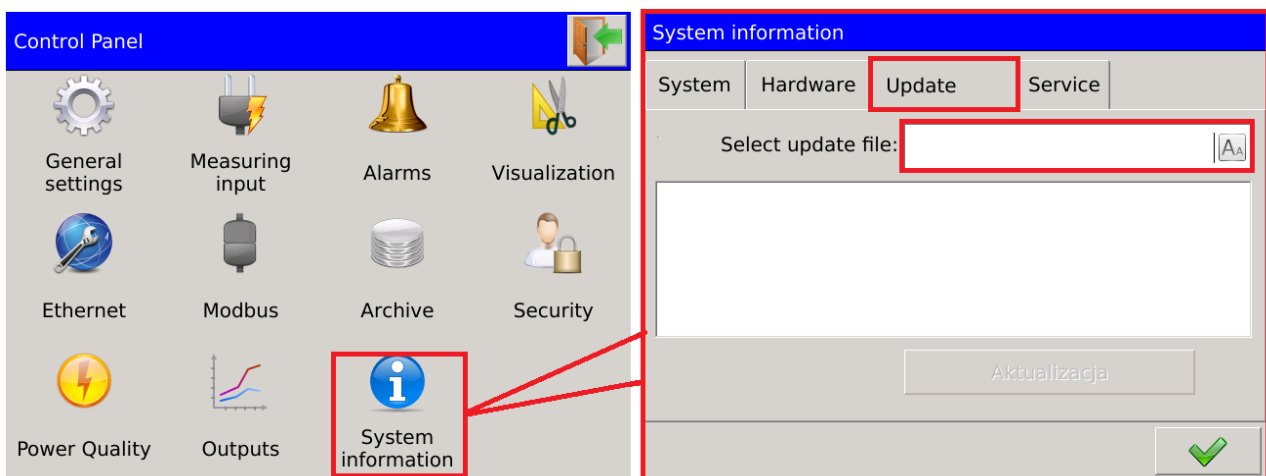 Control Panel
General
settings
Measuring
input
Alarms
Visualization
Ethernet
Modbus
Archive
Security
Power Quality
Outputs
System
information
System information
System
Hardware
Update
Service
Select update file:
AA
Aktualizacja